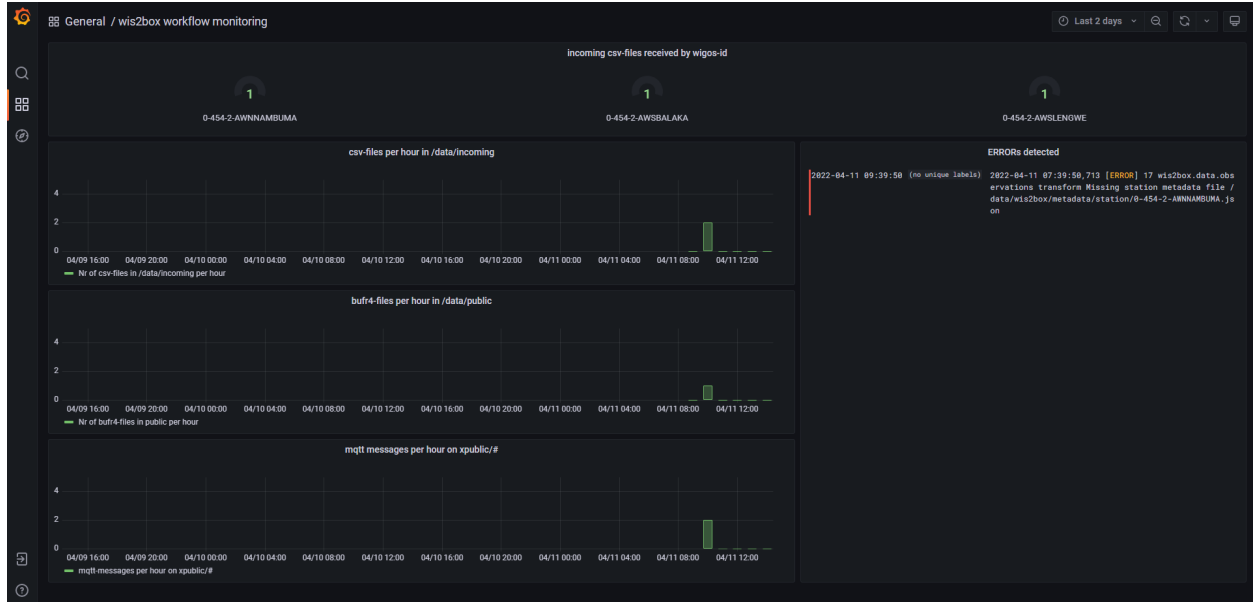 General / wis2box workflow monitoring
Last 2 days
incoming csv-files received by wigos-id
1
1
1
0-454-2-AWNNAMBUMA
0-454-2-AWSBALAKA
0-454-2-AWSLENGWE
csv-files per hour in /data/incoming
4
2
0
04/09 16:00 04/09 20:00 04/10 00:00 04/10 04:00 04/10 08:00 04/10 12:00 04/10 16:00 04/10 20:00 04/11 00:00 04/11 04:00 04/11 08:00 04/11 12:00
Nr of csv-files in /data/incoming per hour
bufr4-files per hour in /data/public
4
2
0
04/09 16:00 04/09 20:00 04/10 00:00 04/10 04:00 04/10 08:00 04/10 12:00 04/10 16:00 04/10 20:00 04/11 00:00 04/11 04:00 04/11 08:00 04/11 12:00
Nr of bufr4-files in public per hour
mqtt messages per hour on xpublic/#
4
2
0
04/09 16:00 04/09 20:00 04/10 00:00 04/10 04:00 04/10 08:00 04/10 12:00 04/10 16:00 04/10 20:00 04/11 00:00 04/11 04:00 04/11 08:00 04/11 12:00
mqtt-messages per hour on xpublic/#
ERRORs detected
2022-04-11 09:39:50 (no unique labels) 2022-04-11 07:39:50,713 [ERROR] 17 wis2box.data.obs
ervations transform Missing station metadata file /
data/wis2box/metadata/station/0-454-2-AWNNAMBUMA.js
on